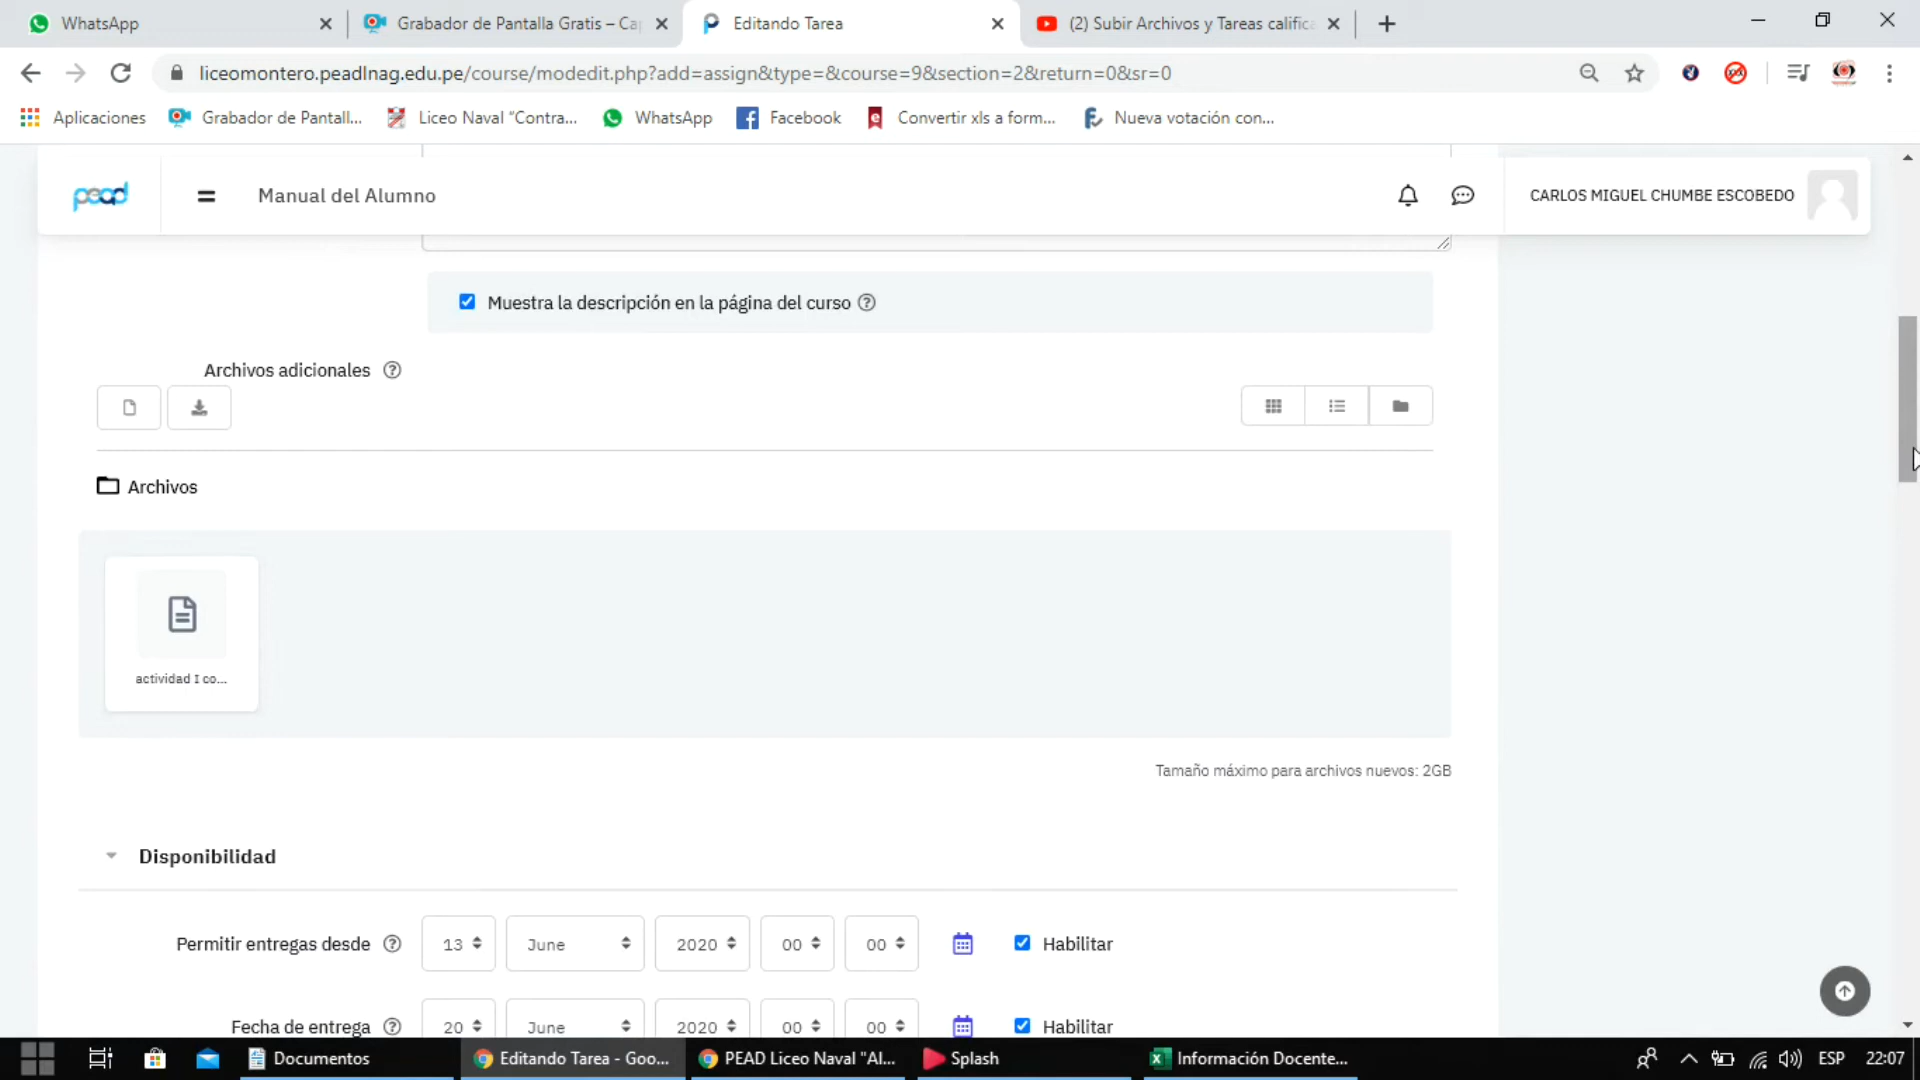 WhatsApp
Grabador de Pantalla Gratis – Ca
Editando Tarea
(2) Subir Archivos y Tareas califica
liceomontero.peadlnag.edu.pe/course/modedit.php?add=assign&type=&course=9&section=2&return=0&sr=0
Aplicaciones
Grabador de Pantall...
Liceo Naval "Contra...
WhatsApp
Facebook
Convertir xls a form...
Nueva votación con...
pead
Manual del Alumno
CARLOS MIGUEL CHUMBE ESCOBEDO
Muestra la descripción en la página del curso
Archivos adicionales
Archivos
actividad I co...
Tamaño máximo para archivos nuevos: 2GB
Disponibilidad
Permitir entregas desde 13 June 2020 00 00 Habilitar
Fecha de entrega 20 June 2020 00 00 Habilitar
Documentos
Editando Tarea - Goo...
PEAD Liceo Naval "Al...
Splash
Información Docente...
ESP
22:07